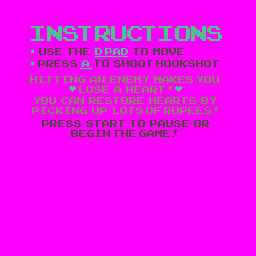 INSTRUCTIONS
* USE THE D.PAD TO MOVE
* PRESS A TO SHOOT HOOKSHOT
HITTING AN ENEMY MAKES YOU
♥ LOSE A HEART! ♥
YOU CAN RESTORE HEARTS BY
PICKING UP LOTS OF RUPEES!
PRESS START TO PAUSE OR
BEGIN THE GAME!